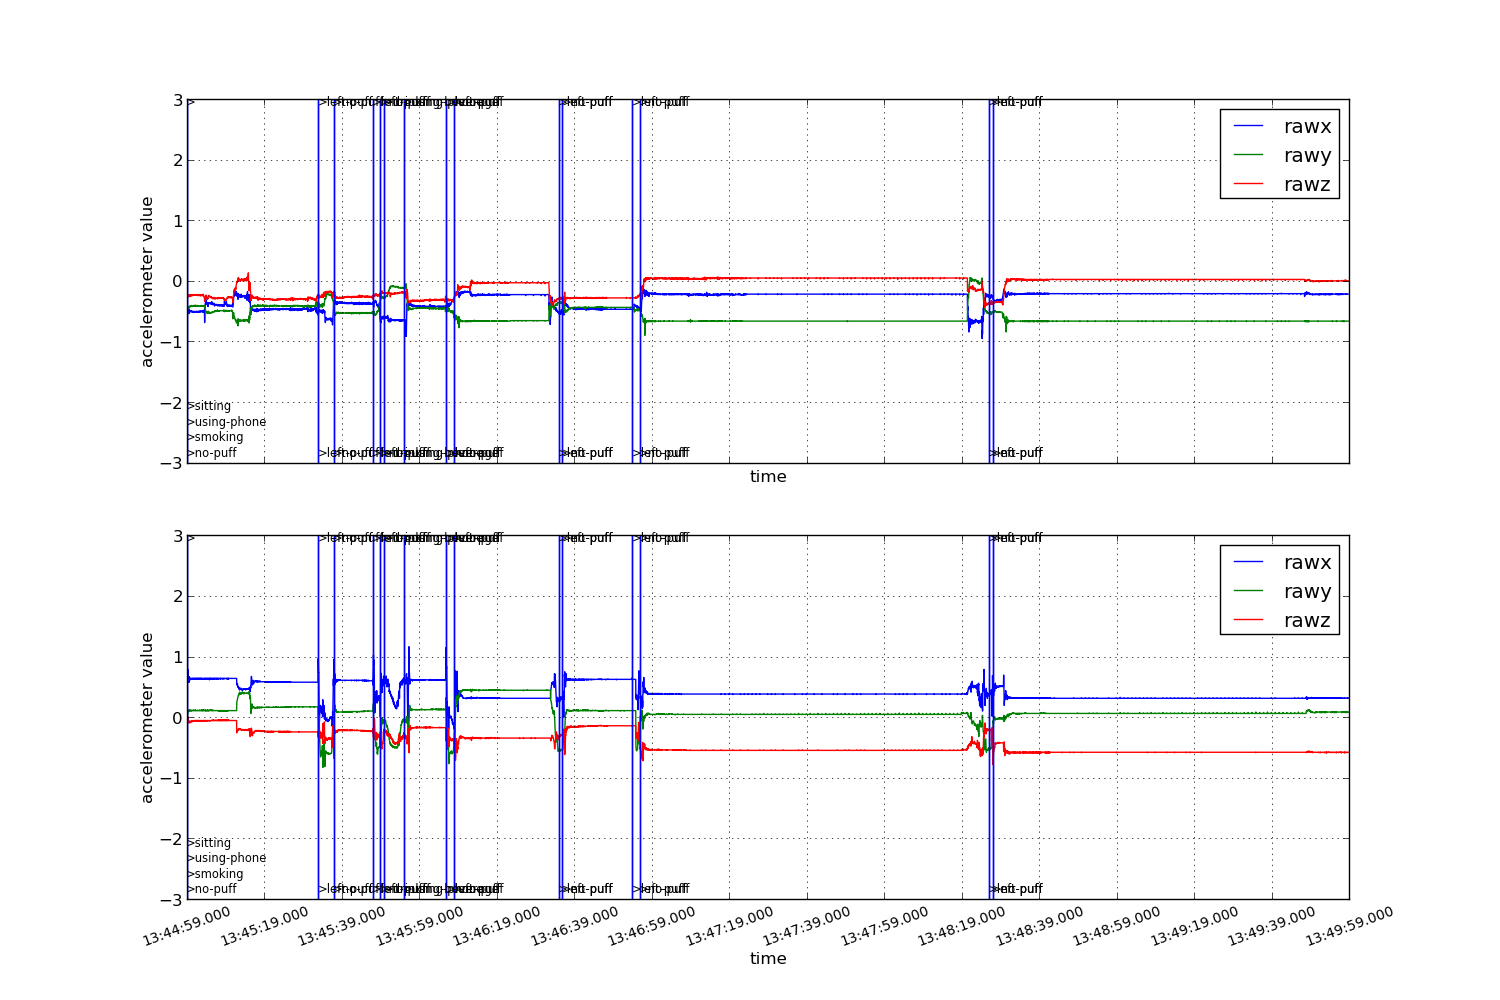 3
>
>left-puff
>left-puff
>left-puff
>left-puff
rawx
rawy
rawz
2
1
0
−1
−2
−3
accelerometer value
>sitting
>using-phone
>smoking
>no-puff
time
3
>
rawx
rawy
rawz
2
1
0
−1
−2
−3
accelerometer value
>sitting
>using-phone
>smoking
>no-puff
13:44:59.000 13:45:19.000 13:45:39.000 13:45:59.000 13:46:19.000 13:46:39.000 13:46:59.000 13:47:19.000 13:47:39.000 13:47:59.000 13:48:19.000 13:48:39.000 13:48:59.000 13:49:19.000 13:49:39.000 13:49:59.000
time